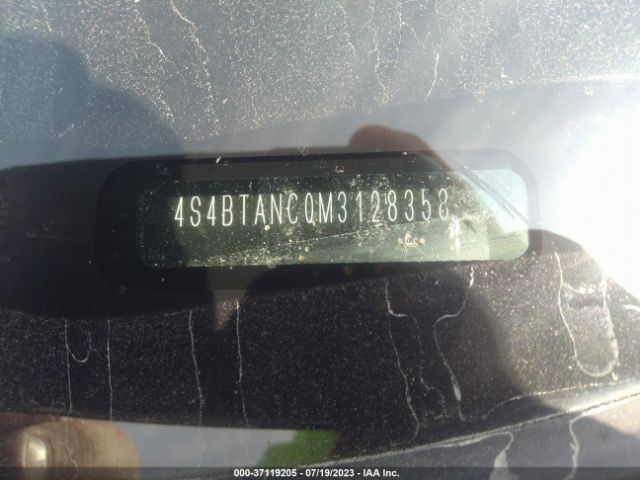 4S4BTANC0M3128358
000-37119205 - 07/19/2023 - IAA Inc.